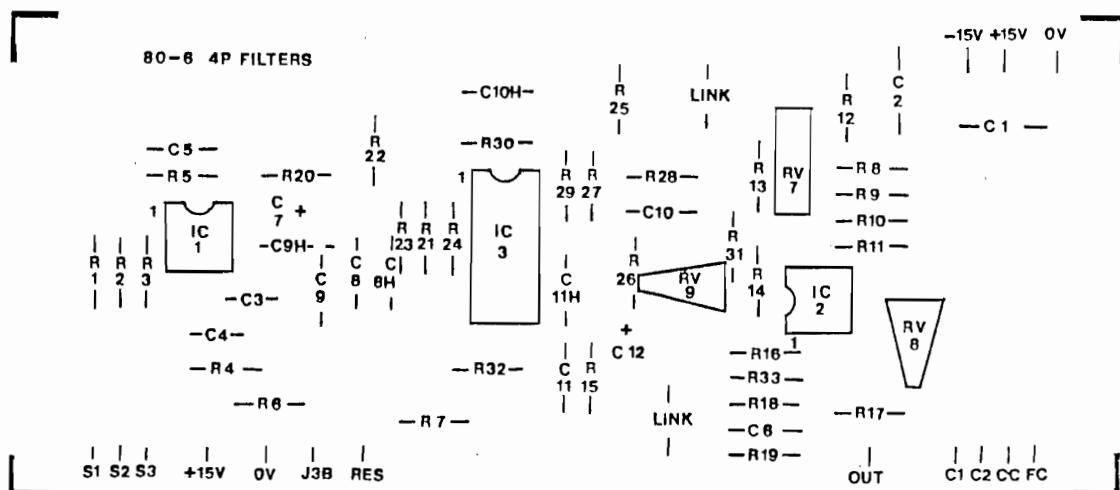 -15V +15V 0V
80-6 4P FILTERS
C10H
R 25
LINK
R 12
C 2
C1
C5
R 22
R30
R5
R20
1
R 29
R 27
R28
R 13
RV 7
R8
R9
1
C 7 +
C10
R10
IC 1
R 23
R 21
R 24
IC 3
R 31
R11
C9H
R 1
R 2
R 3
C 9
C 8
C 8H
C 11H
R 26
RV 9
R 14
IC 2
C3
RV 8
C4
+ C12
1
R16
R4
R32
C 11
R 15
R33
R6
R18
R7
LINK
R17
C6
R19
S1 S2 S3 +15V 0V J3B RES OUT C1 C2 CC FC